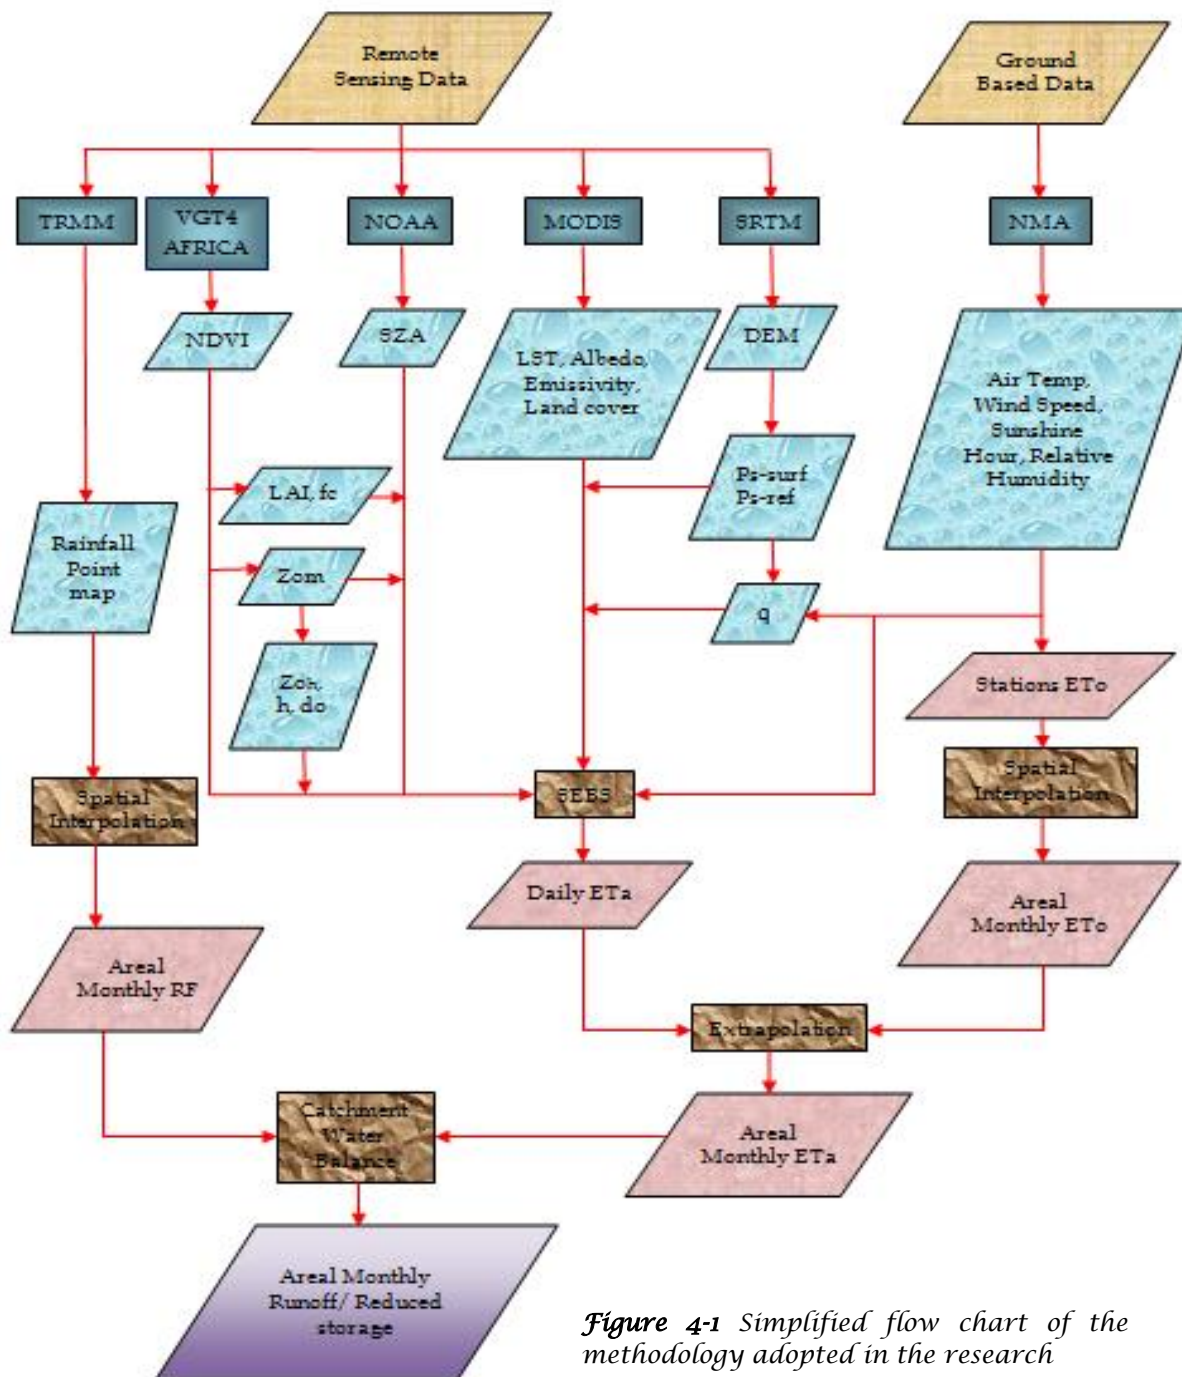 Remote
Sensing Data
Ground
Based Data
TRMM
VGT4
AFRICA
NOAA
MODIS
SRTM
NMA
NDVI
SZA
LST, Albedo,
Emissivity,
Land cover
DEM
Air Temp,
Wind Speed,
Sunshine
Hour, Relative
Humidity
LAI, fc
Ps-surf
Ps-ref
Rainfall
Point
map
Zom
q
Zoh,
h, do
Stations ETo
Spatial
Interpolation
SEBS
Spatial
Interpolation
Daily ETa
Areal
Monthly ETo
Areal
Monthly RF
Extrapolation
Catchment
Water
Balance
Areal
Monthly ETa
Areal Monthly
Runoff/ Reduced
storage
Figure 4-1 Simplified flow chart of the
methodology adopted in the research